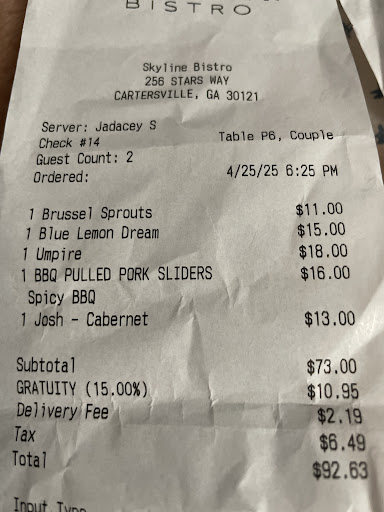 BISTRO
Skyline Bistro
256 STARS WAY
CARTERSVILLE, GA 30121
Server: Jadacey S
Check #14 Table P6, Couple
Guest Count: 2
Ordered: 4/25/25 6:25 PM
1 Brussel Sprouts $11.00
1 Blue Lemon Dream $15.00
1 Umpire $18.00
1 BBQ PULLED PORK SLIDERS $16.00
Spicy BBQ
1 Josh - Cabernet $13.00
Subtotal $73.00
GRATUITY (15.00%) $10.95
Delivery Fee $2.19
Tax $6.49
Total $92.63
Input Type